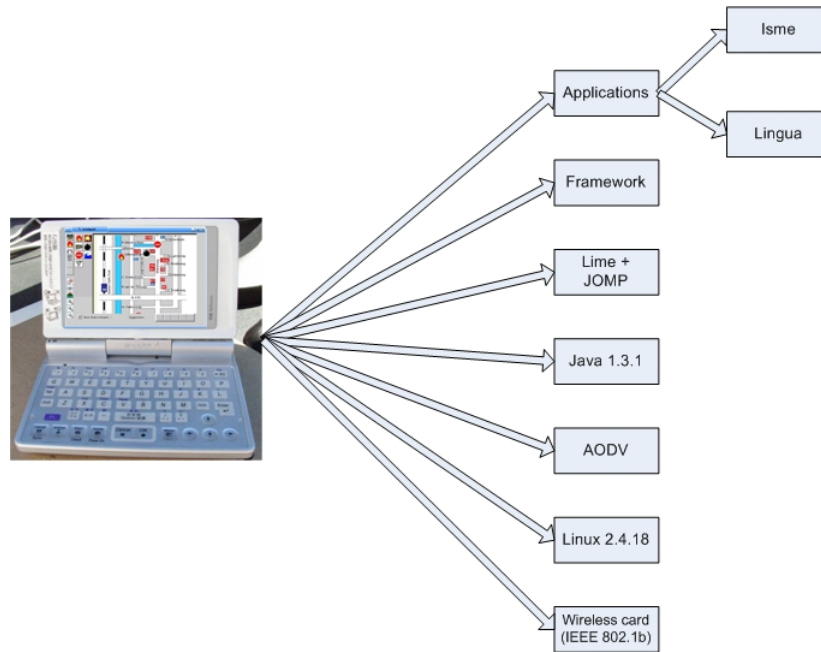 Isme
Applications
Lingua
Framework
Lime +
JOMP
Java 1.3.1
AODV
Linux 2.4.18
Wireless card
(IEEE 802.1b)